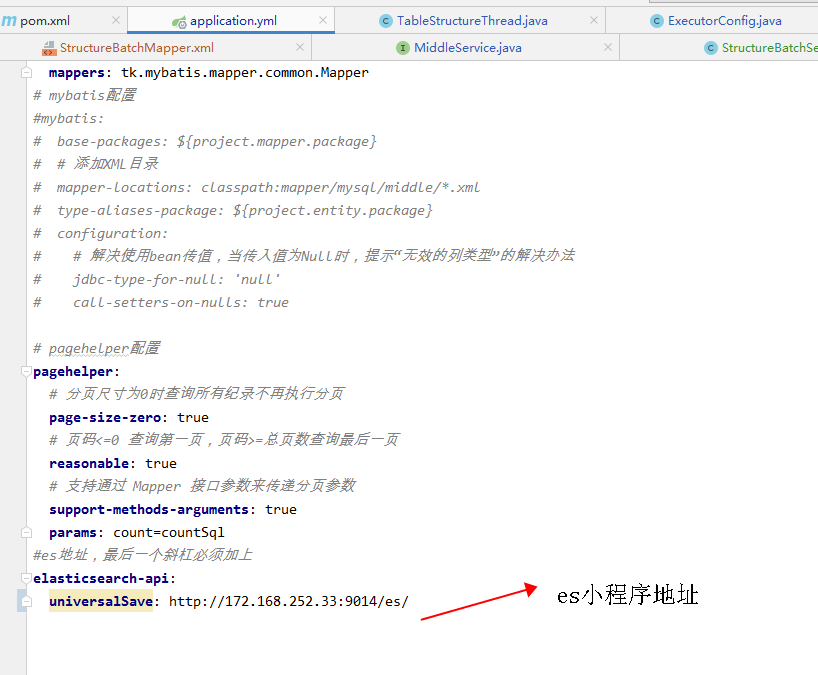 pom.xml application.yml TableStructureThread.java ExecutorConfig.java
StructureBatchMapper.xml MiddleService.java StructureBatchSe
mappers: tk.mybatis.mapper.common.Mapper
# mybatis配置
#mybatis:
#  base-packages: ${project.mapper.package}
#  # 添加XML目录
#  mapper-locations: classpath:mapper/mysql/middle/*.xml
#  type-aliases-package: ${project.entity.package}
#  configuration:
#    # 解决使用bean传值，当传入值为Null时，提示“无效的列类型”的解决办法
#    jdbc-type-for-null: 'null'
#    call-setters-on-nulls: true
# pagehelper配置
pagehelper:
# 分页尺寸为0时查询所有纪录不再执行分页
page-size-zero: true
# 页码<=0 查询第一页，页码>=总页数查询最后一页
reasonable: true
# 支持通过 Mapper 接口参数来传递分页参数
support-methods-arguments: true
params: count=countSql
#es地址，最后一个斜杠必须加上
elasticsearch-api:
universalSave: http://172.168.252.33:9014/es/
es小程序地址